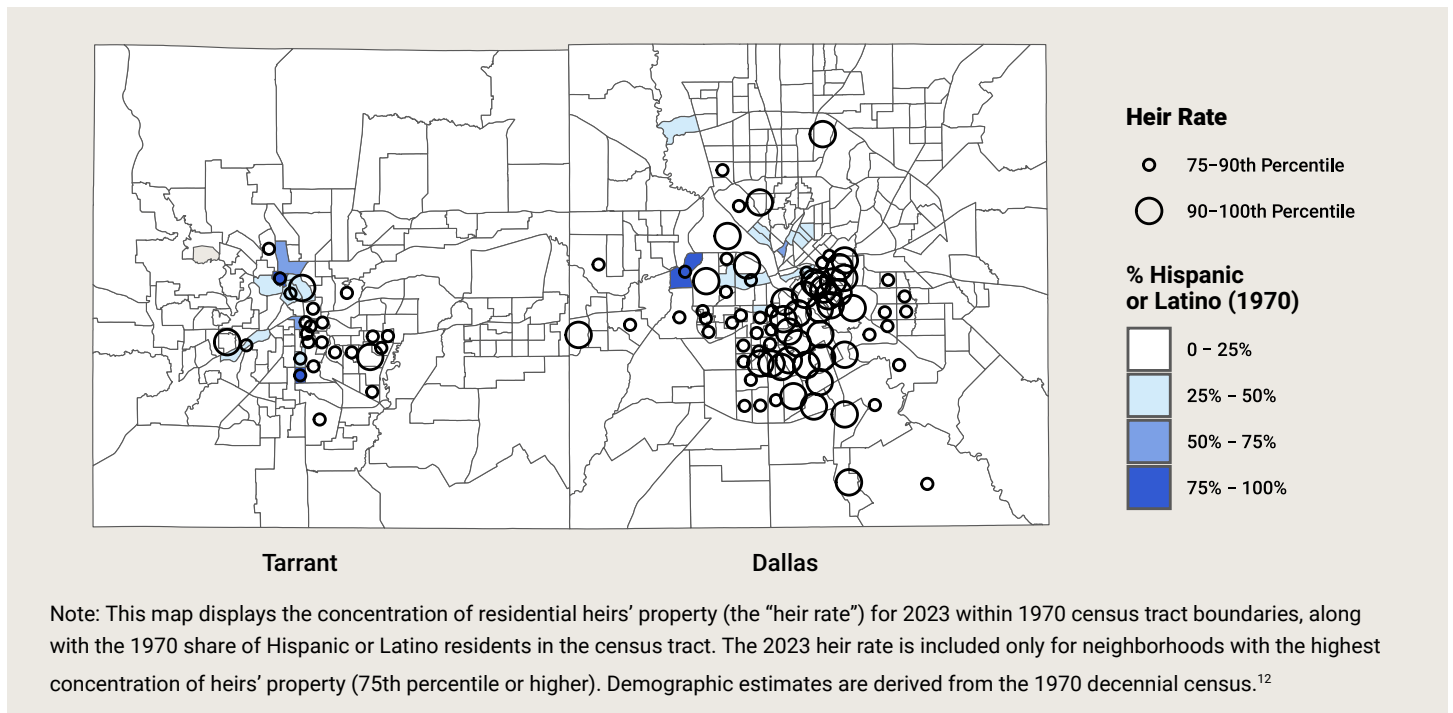 Heir Rate
75–90th Percentile
90–100th Percentile
% Hispanic
or Latino (1970)
0 – 25%
25% – 50%
50% – 75%
75% – 100%
Tarrant
Dallas
Note: This map displays the concentration of residential heirs’ property (the “heir rate”) for 2023 within 1970 census tract boundaries, along
with the 1970 share of Hispanic or Latino residents in the census tract. The 2023 heir rate is included only for neighborhoods with the highest
concentration of heirs’ property (75th percentile or higher). Demographic estimates are derived from the 1970 decennial census.¹²